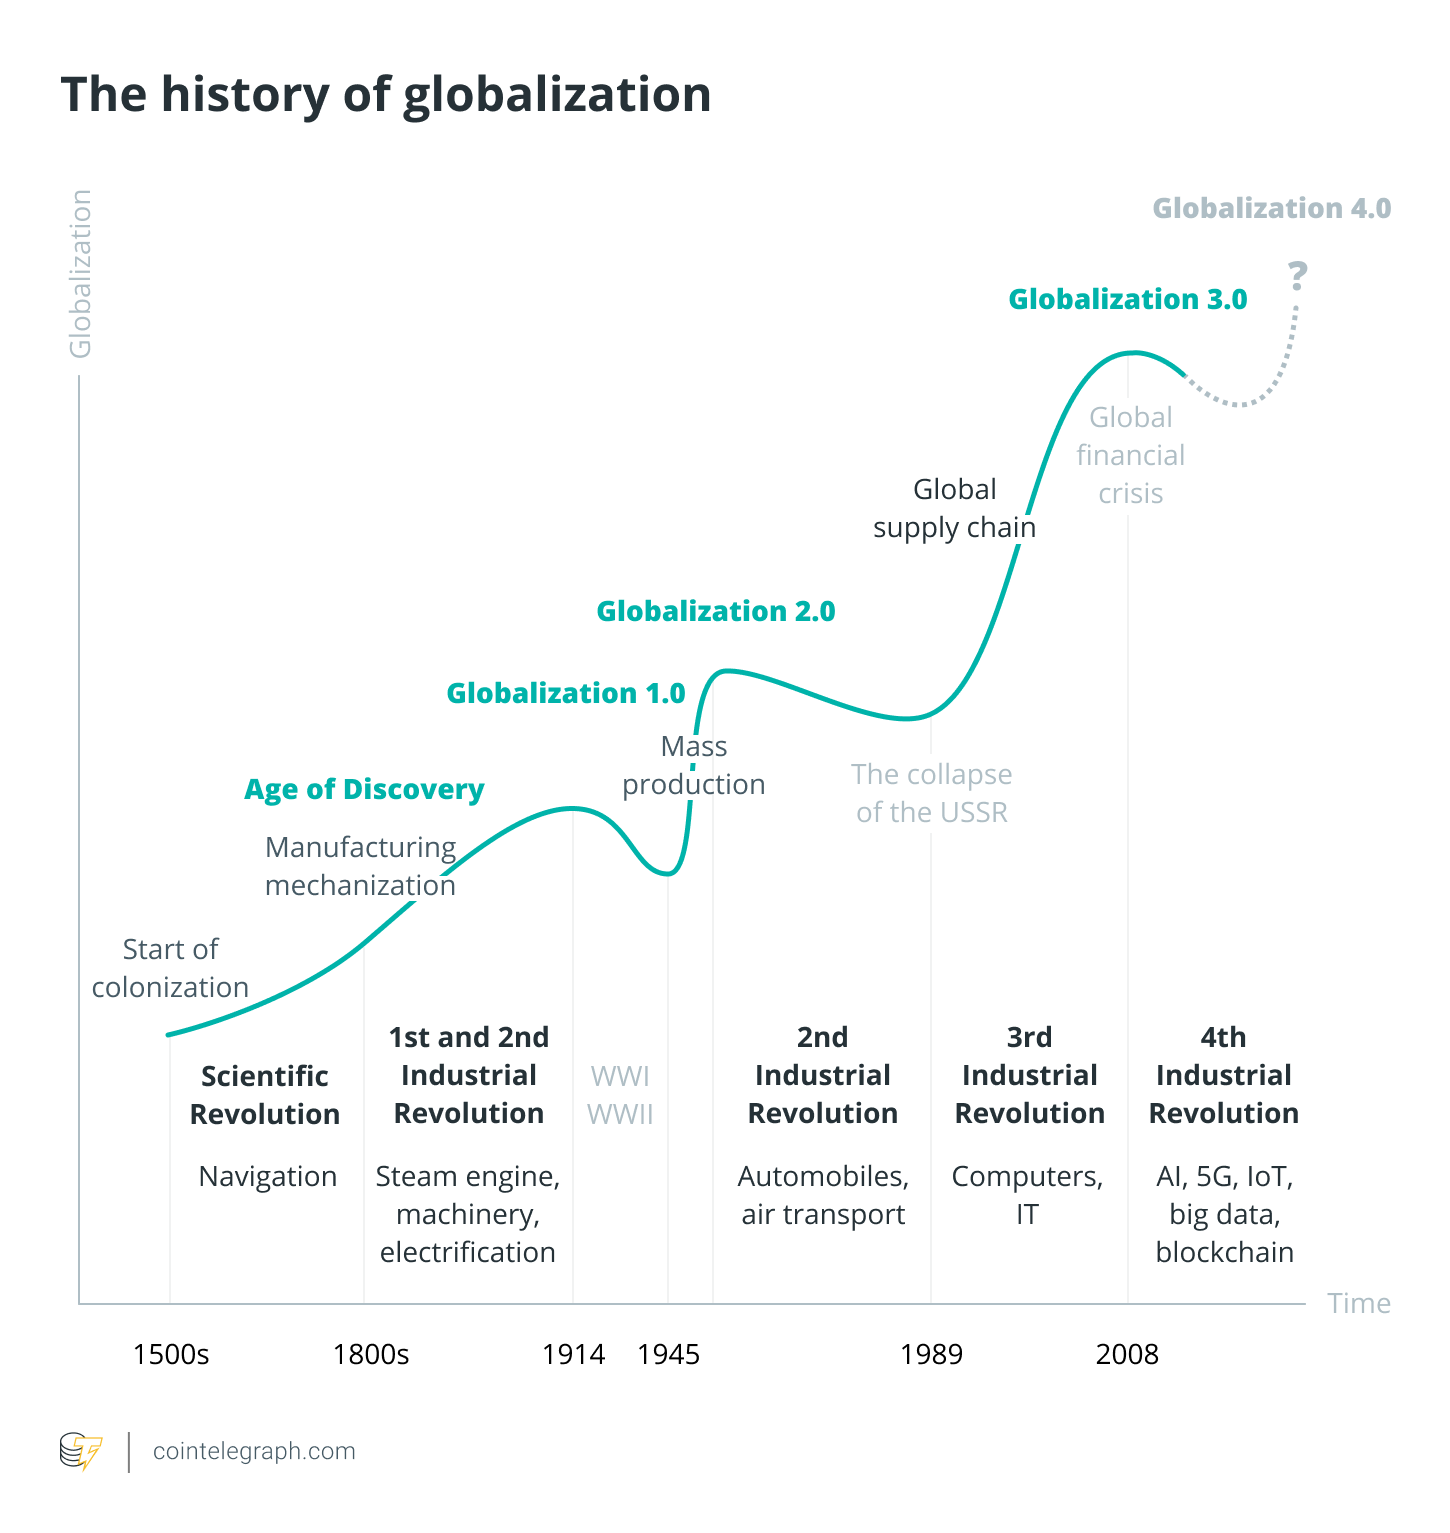 The history of globalization
Globalization
Globalization 4.0
?
Globalization 3.0
Global
financial
crisis
Global
supply chain
Globalization 2.0
Globalization 1.0
Mass
production
The collapse
of the USSR
Age of Discovery
Manufacturing
mechanization
Start of
colonization
Scientific
Revolution
Navigation
1st and 2nd
Industrial
Revolution
Steam engine,
machinery,
electrification
WWI
WWII
2nd
Industrial
Revolution
Automobiles,
air transport
3rd
Industrial
Revolution
Computers,
IT
4th
Industrial
Revolution
AI, 5G, IoT,
big data,
blockchain
Time
1500s 1800s 1914 1945 1989 2008
cointelegraph.com